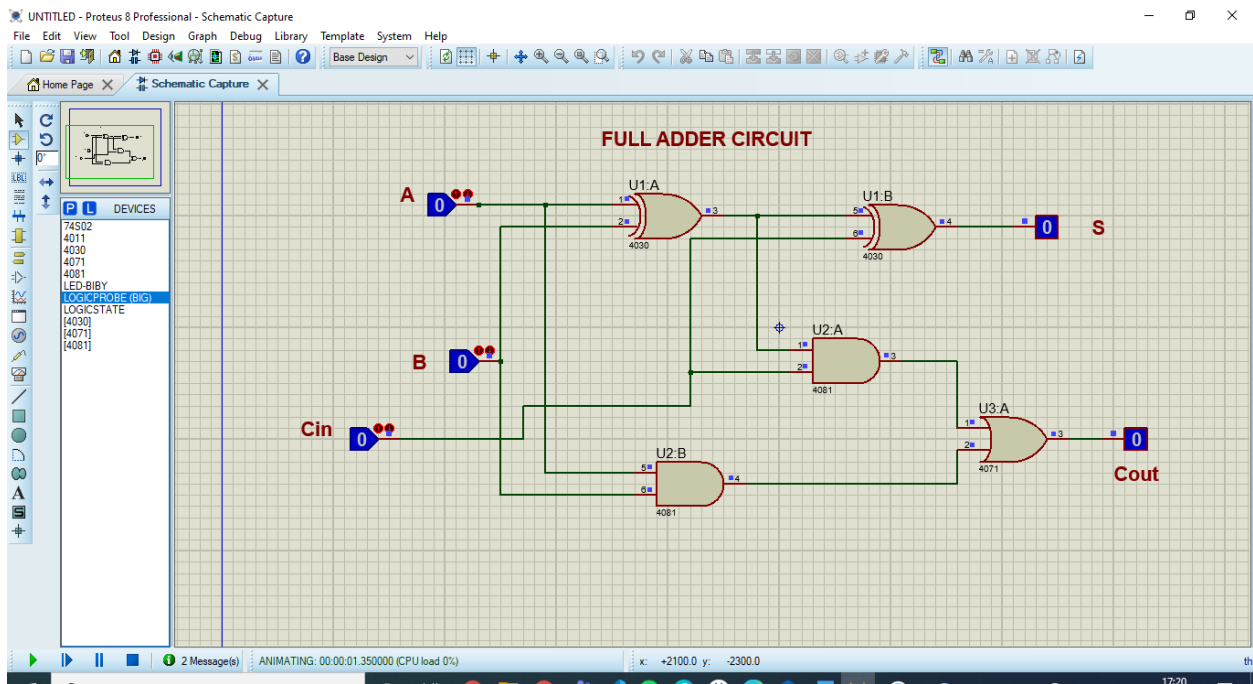 UNTITLED - Proteus 8 Professional - Schematic Capture
File Edit View Tool Design Graph Debug Library Template System Help
Base Design
Home Page Schematic Capture
FULL ADDER CIRCUIT
0°
P L DEVICES
74S02
4011
4030
4071
4081
LED-BIBY
LOGICPROBE (BIG)
LOGICSTATE
[4030]
[4071]
[4081]
LBL
A
S
A 0
U1:A
1
2
3
4030
U1:B
5
6
4
4030
0 S
B 0
U2:A
1
2
3
4081
Cin 0
U3:A
1
2
3
4071
0
Cout
U2:B
5
6
4
4081
2 Message(s) ANIMATING: 00:00:01.350000 (CPU load 0%) x: +2100.0 y: -2300.0 th
17:20